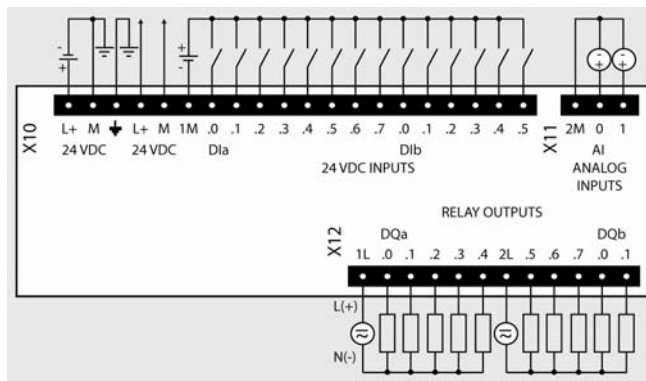 X10
L+ M L+ M 1M .0 .1 .2 .3 .4 .5 .6 .7 .0 .1 .2 .3 .4 .5
24 VDC 24 VDC DIa DIb
24 VDC INPUTS
X11
2M 0 1
AI
ANALOG
INPUTS
RELAY OUTPUTS
X12
DQa DQb
1L .0 .1 .2 .3 .4 2L .5 .6 .7 .0 .1
L(+)
N(-)